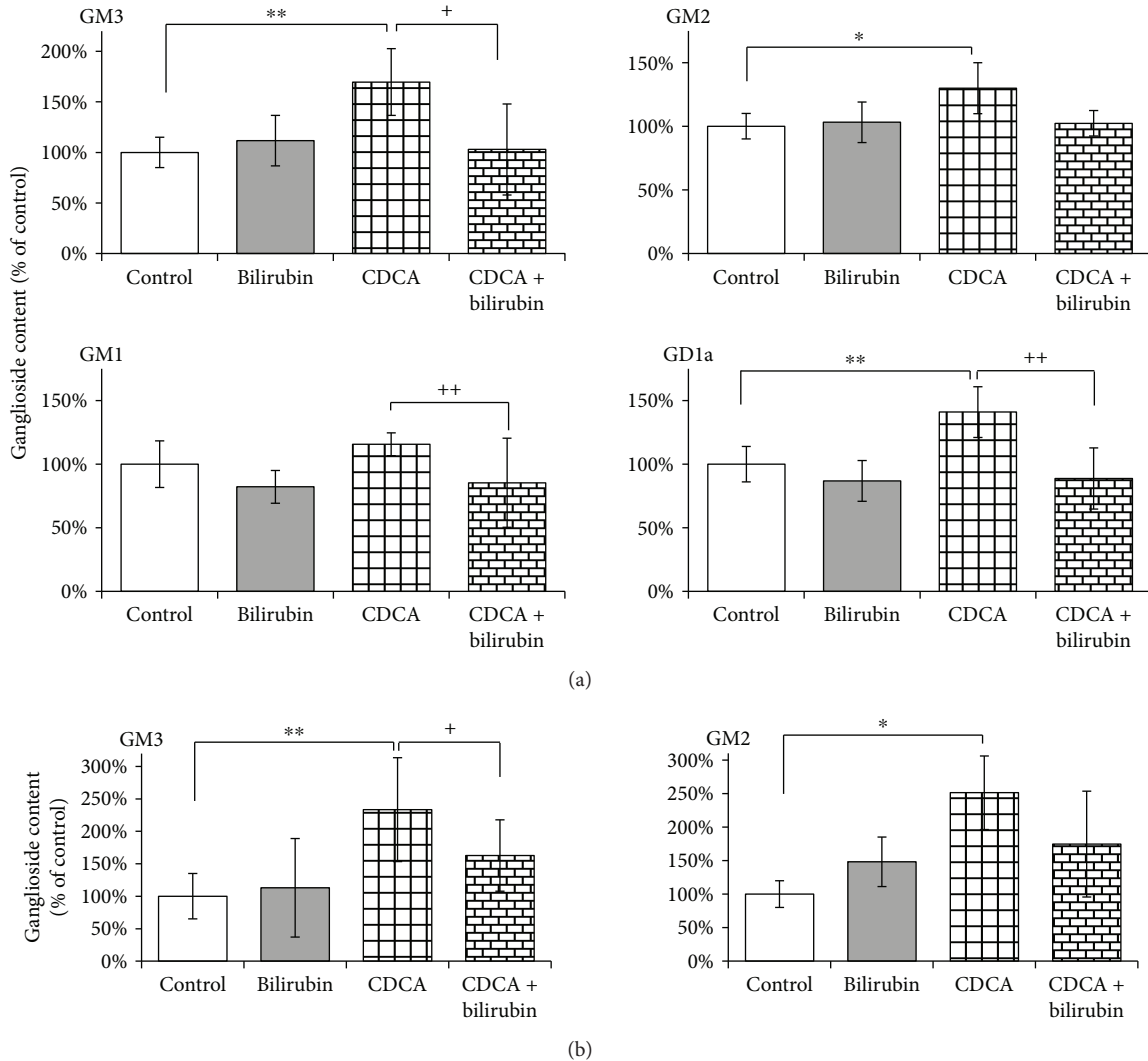 Ganglioside content (% of control)
GM3
**
+
200%
150%
100%
50%
0%
Control
Bilirubin
CDCA
CDCA +
bilirubin
GM2
*
150%
100%
50%
0%
Control
Bilirubin
CDCA
CDCA +
bilirubin
GM1
++
150%
100%
50%
0%
Control
Bilirubin
CDCA
CDCA +
bilirubin
GD1a
**
++
150%
100%
50%
0%
Control
Bilirubin
CDCA
CDCA +
bilirubin
(a)
Ganglioside content
(% of control)
GM3
**
+
300%
250%
200%
150%
100%
50%
0%
Control
Bilirubin
CDCA
CDCA +
bilirubin
GM2
*
300%
250%
200%
150%
100%
50%
0%
Control
Bilirubin
CDCA
CDCA +
bilirubin
(b)